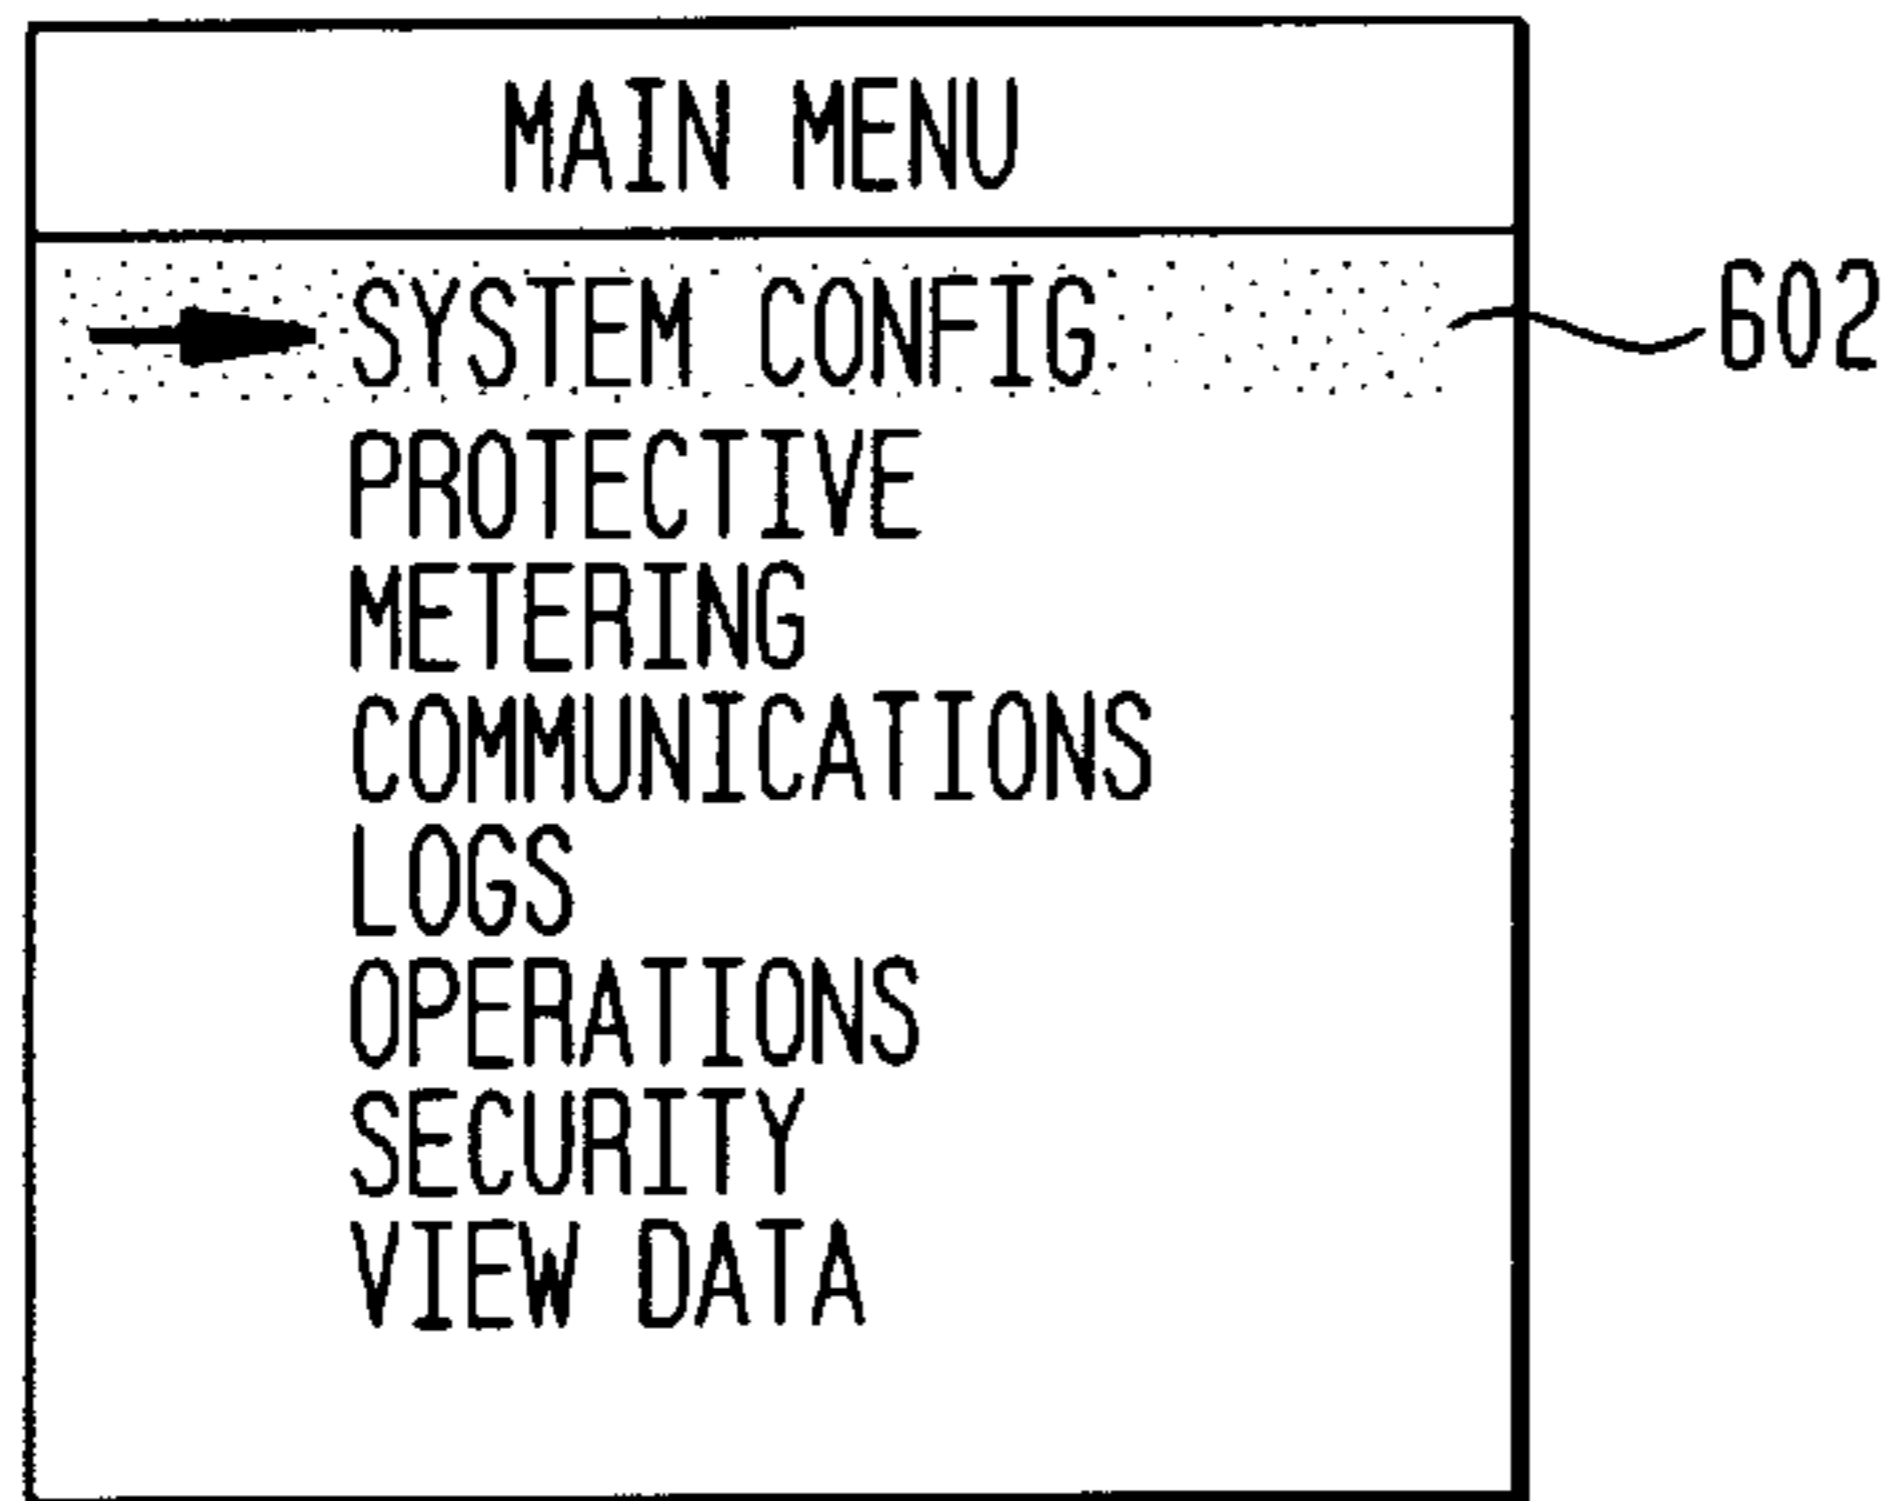 MAIN MENU
SYSTEM CONFIG 602
PROTECTIVE
METERING
COMMUNICATIONS
LOGS
OPERATIONS
SECURITY
VIEW DATA